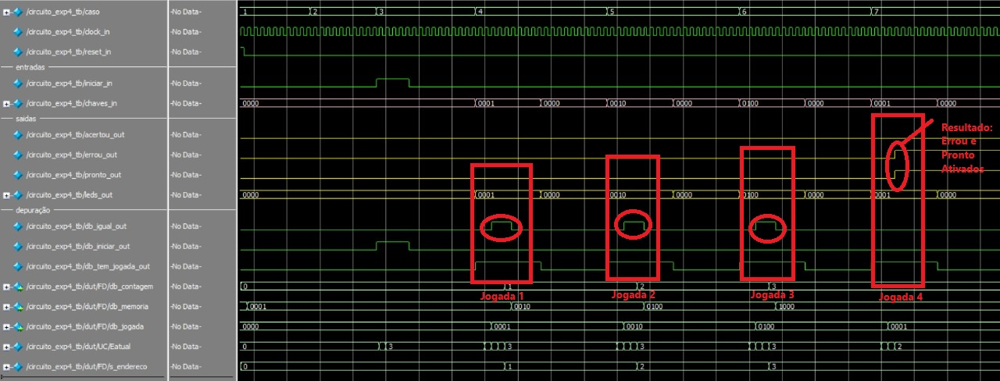 /circuito_exp4_tb/caso -No Data- 1 2 3 4 5 6 7
/circuito_exp4_tb/clock_in -No Data-
/circuito_exp4_tb/reset_in -No Data-
entradas
/circuito_exp4_tb/iniciar_in -No Data-
/circuito_exp4_tb/chaves_in -No Data- 0000 0001 0000 0010 0000 0100 0000 0001 0000
saidas
/circuito_exp4_tb/acertou_out -No Data-
/circuito_exp4_tb/errou_out -No Data-
/circuito_exp4_tb/pronto_out -No Data-
Resultado:
Errou e
Pronto
Ativados
/circuito_exp4_tb/leds_out -No Data- 0000 0001 0000 0010 0000 0100 0000 0001 0000
depuração
/circuito_exp4_tb/db_igual_out -No Data-
/circuito_exp4_tb/db_iniciar_out -No Data-
/circuito_exp4_tb/db_tem_jogada_out -No Data-
/circuito_exp4_tb/dut/FD/db_contagem -No Data- 0 1 2 3
Jogada 1 Jogada 2 Jogada 3 Jogada 4
/circuito_exp4_tb/dut/FD/db_memoria -No Data- 0001 0010 0100 1000
/circuito_exp4_tb/dut/FD/db_jogada -No Data- 0000 0001 0010 0100 0001
/circuito_exp4_tb/dut/UC/Eatual -No Data- 0 3 3 3 3 2
/circuito_exp4_tb/dut/FD/s_endereco -No Data- 0 1 2 3